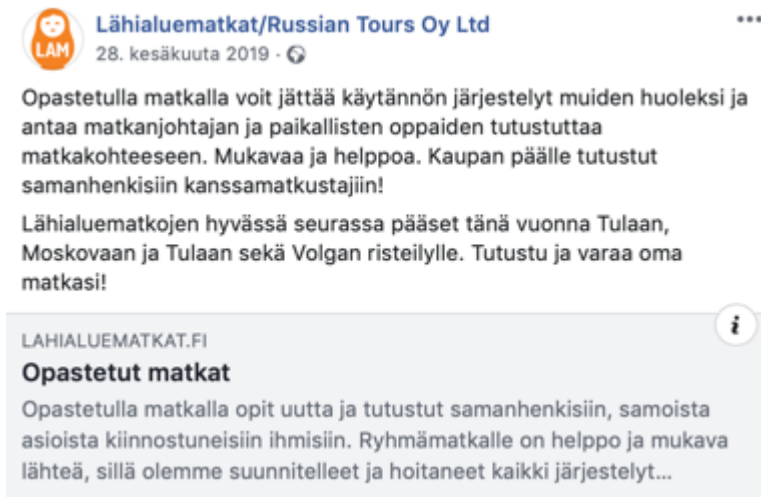 LAM
Lähialuematkat/Russian Tours Oy Ltd
28. kesäkuuta 2019 ·
Opastetulla matkalla voit jättää käytännön järjestelyt muiden huoleksi ja
antaa matkanjohtajan ja paikallisten oppaiden tutustuttaa
matkakohteeseen. Mukavaa ja helppoa. Kaupan päälle tutustut
samanhenkisiin kanssamatkustajiin!
Lähialuematkojen hyvässä seurassa pääset tänä vuonna Tulaan,
Moskovaan ja Tulaan sekä Volgan risteilylle. Tutustu ja varaa oma
matkasi!
LAHIALUEMATKAT.FI
Opastetut matkat
Opastetulla matkalla opit uutta ja tutustut samanhenkisiin, samoista
asioista kiinnostuneisiin ihmisiin. Ryhmämatkalle on helppo ja mukava
lähteä, sillä olemme suunnitelleet ja hoitaneet kaikki järjestelyt...